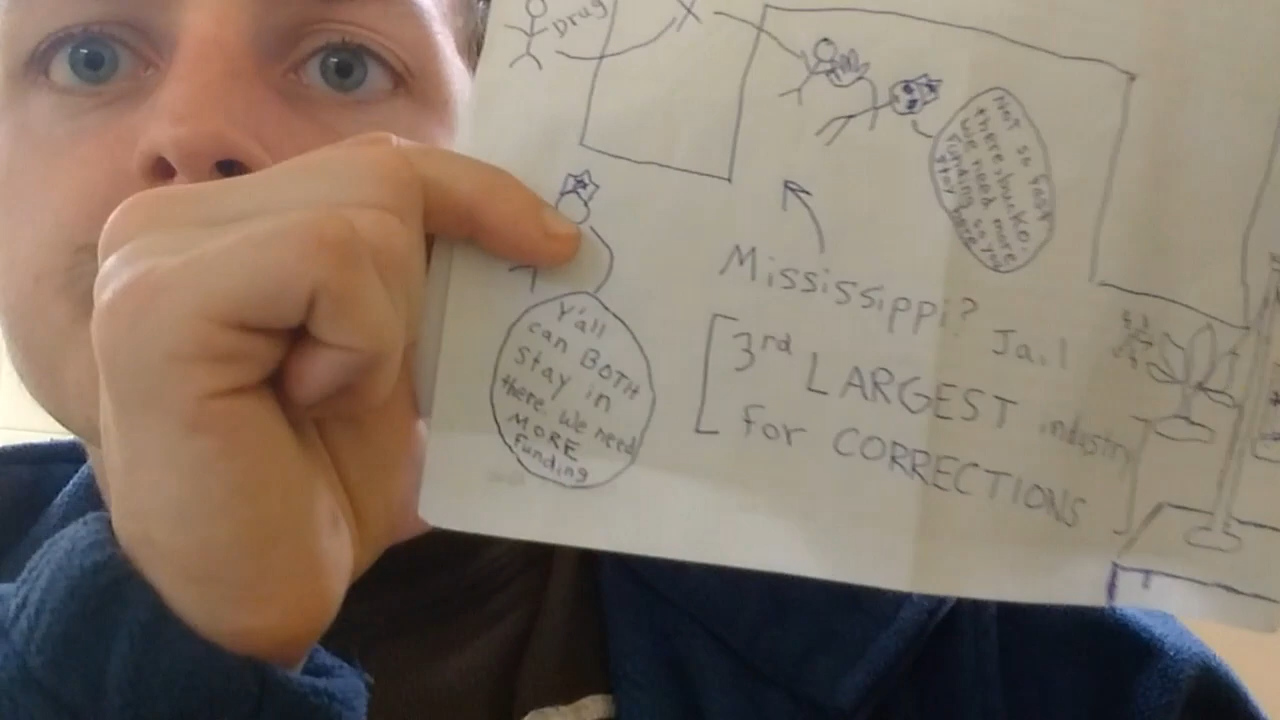 Drug
X
Not so fast
there, bucko.
We need more
funding so you
stay here
Y'all
can BOTH
stay in
there. We need
MORE
Funding
Mississippi? Jail
3rd LARGEST industry
For CORRECTIONS